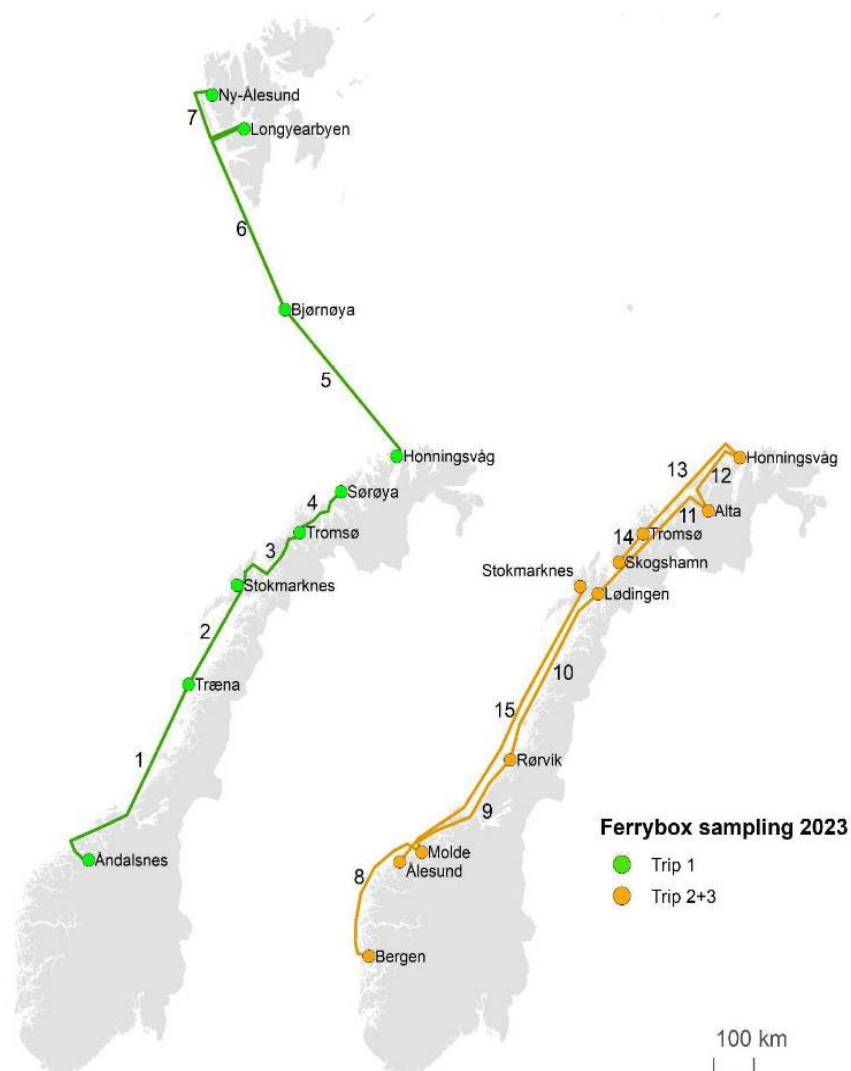 Ny-Ålesund
7
Longyearbyen
6
Bjørnøya
5
Honningsvåg
Sørøya
4
Tromsø
3
Stokmarknes
2
Træna
1
Åndalsnes
Honningsvåg
13
12
Alta
11
Tromsø
14
Skogshamn
Stokmarknes
Lødingen
10
15
Rørvik
9
Molde
Ålesund
8
Bergen
Ferrybox sampling 2023
Trip 1
Trip 2+3
100 km